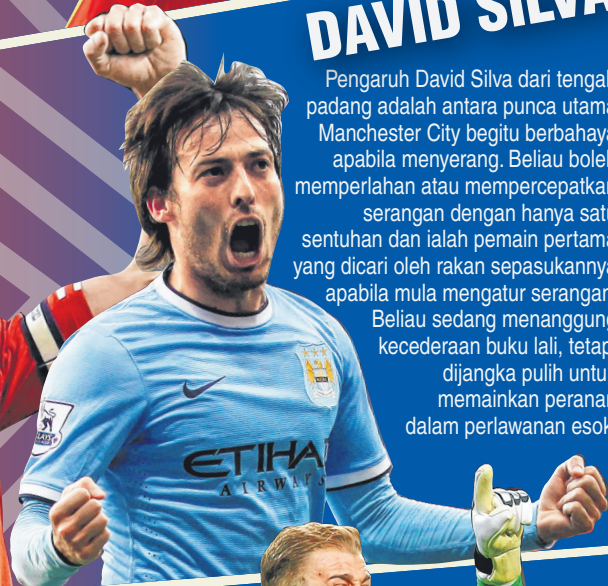 DAVID SILVA
Pengaruh David Silva dari tengah
padang adalah antara punca utama
Manchester City begitu berbahaya
apabila menyerang. Beliau boleh
memperlahan atau mempercepatkan
serangan dengan hanya satu
sentuhan dan ialah pemain pertama
yang dicari oleh rakan sepasukannya
apabila mula mengatur serangan.
Beliau sedang menanggung
kecederaan buku lali, tetapi
dijangka pulih untuk
memainkan peranan
dalam perlawanan esok.
ETIHA
AIRWAYS